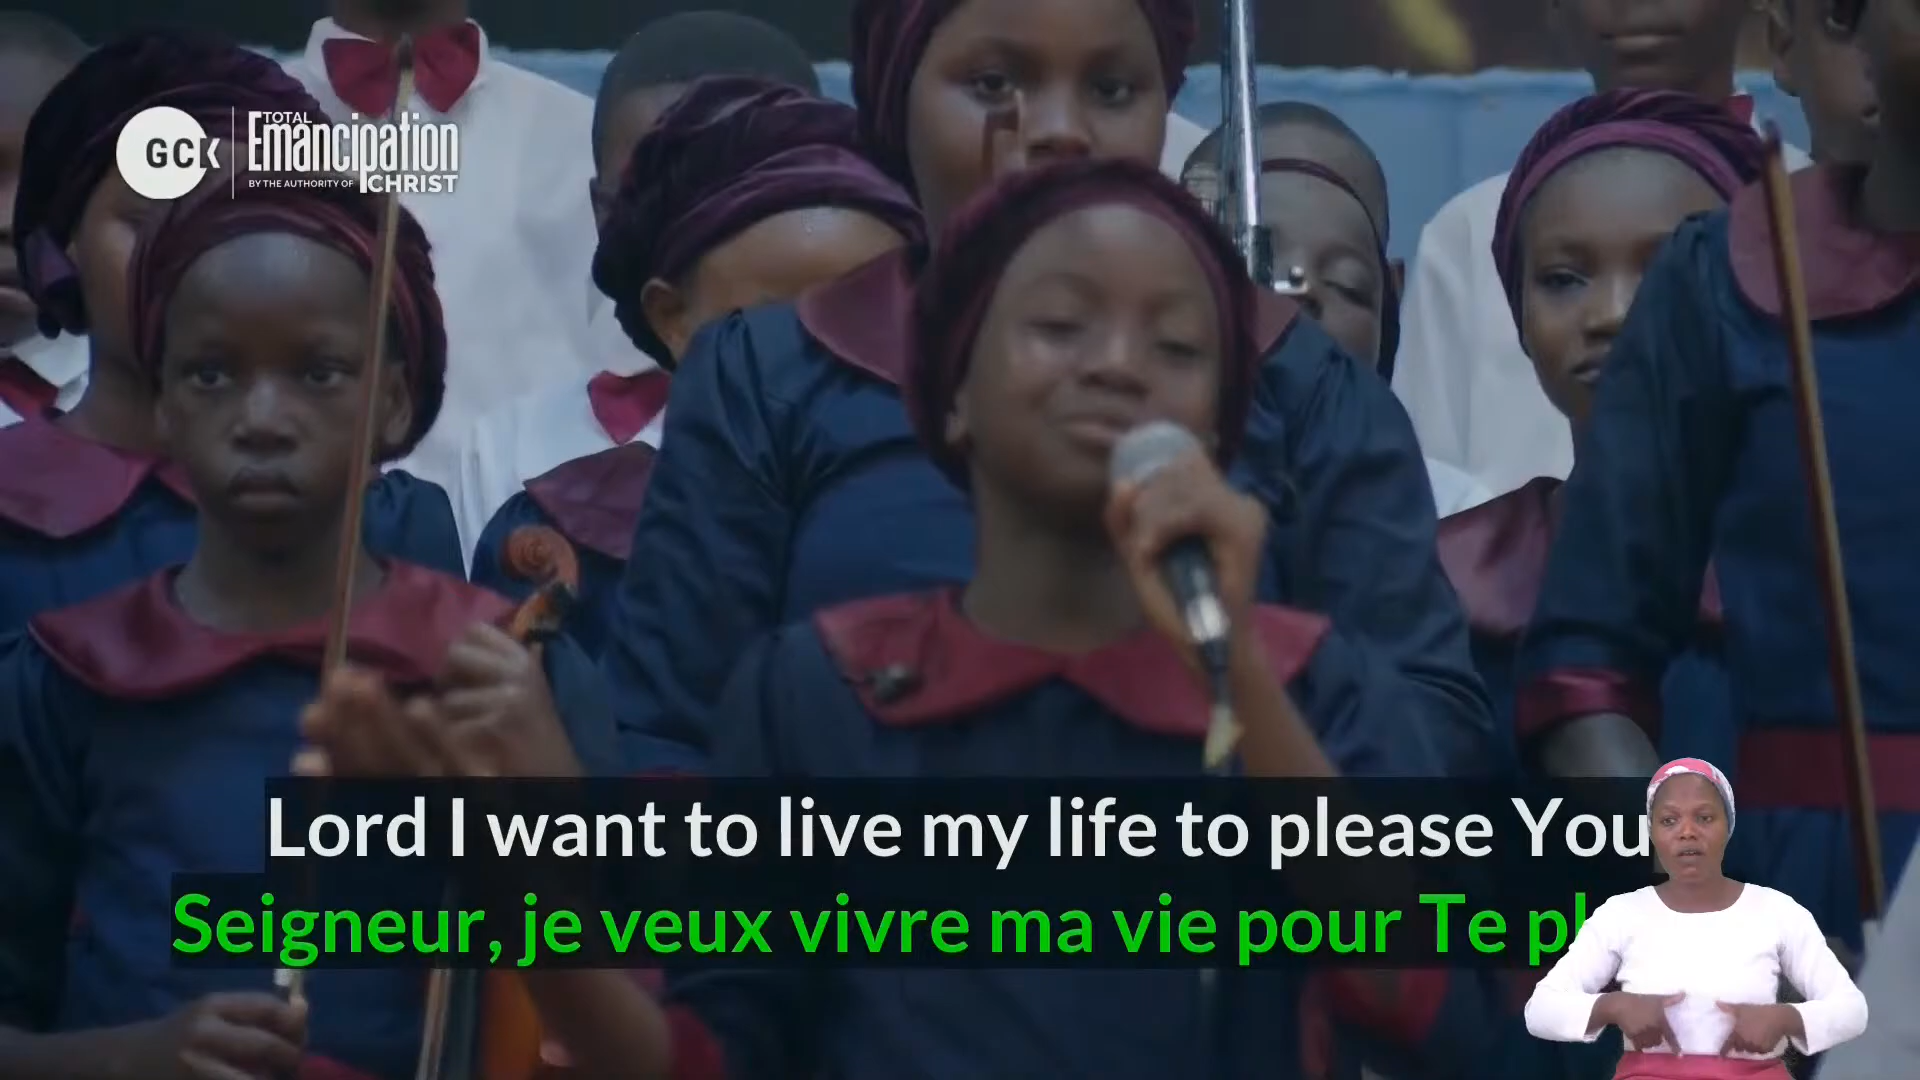 GCK
TOTAL
Emancipation
BY THE AUTHORITY OF CHRIST
Lord I want to live my life to please You
Seigneur, je veux vivre ma vie pour Te